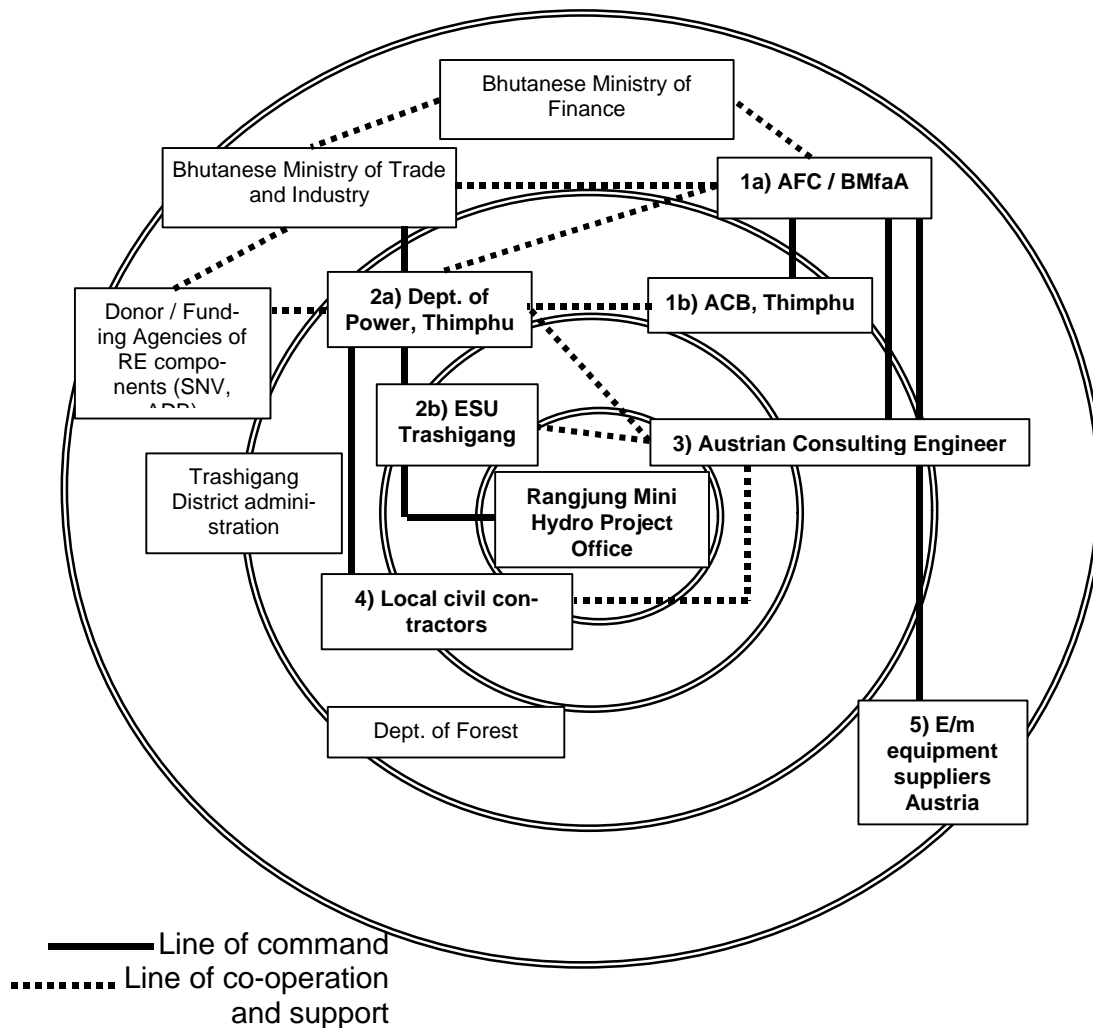 Bhutanese Ministry of
Finance
Bhutanese Ministry of Trade
and Industry
1a) AFC / BMfaA
Donor / Fund-
ing Agencies of
RE compo-
nents (SNV,
2a) Dept. of
Power, Thimphu
1b) ACB, Thimphu
2b) ESU
Trashigang
3) Austrian Consulting Engineer
Trashigang
District admini-
stration
Rangjung Mini
Hydro Project
Office
4) Local civil con-
tractors
Dept. of Forest
5) E/m
equipment
suppliers
Austria
Line of command
Line of co-operation
and support